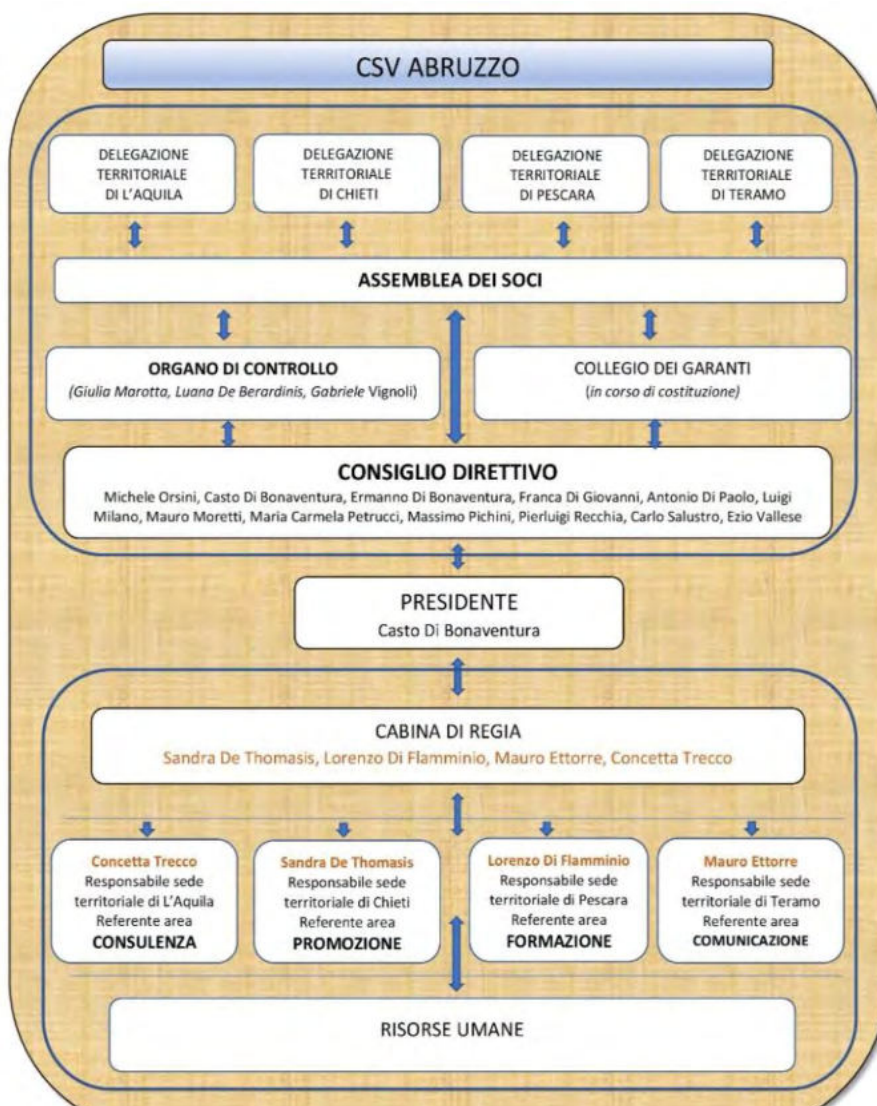 CSV ABRUZZO
DELEGAZIONE
TERRITORIALE
DI L'AQUILA
DELEGAZIONE
TERRITORIALE
DI CHIETI
DELEGAZIONE
TERRITORIALE
DI PESCARA
DELEGAZIONE
TERRITORIALE
DI TERAMO
ASSEMBLEA DEI SOCI
ORGANO DI CONTROLLO
(Giulia Marotta, Luana De Berardinis, Gabriele Vignoli)
COLLEGIO DEI GARANTI
(in corso di costituzione)
CONSIGLIO DIRETTIVO
Michele Orsini, Casto Di Bonaventura, Ermanno Di Bonaventura, Franca Di Giovanni, Antonio Di Paolo, Luigi
Milano, Mauro Moretti, Maria Carmela Petrucci, Massimo Pichini, Pierluigi Recchia, Carlo Salustro, Ezio Vallese
PRESIDENTE
Casto Di Bonaventura
CABINA DI REGIA
Sandra De Thomasis, Lorenzo Di Flamminio, Mauro Ettorre, Concetta Trecco
Concetta Trecco
Responsabile sede
territoriale di L'Aquila
Referente area
CONSULENZA
Sandra De Thomasis
Responsabile sede
territoriale di Chieti
Referente area
PROMOZIONE
Lorenzo Di Flamminio
Responsabile sede
territoriale di Pescara
Referente area
FORMAZIONE
Mauro Ettorre
Responsabile sede
territoriale di Teramo
Referente area
COMUNICAZIONE
RISORSE UMANE